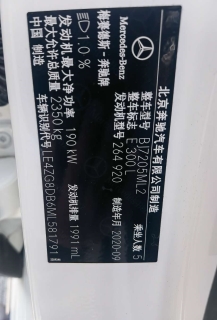 Mercedes-Benz
北京奔驰汽车有限公司制造
梅赛德斯-奔驰牌
整车型号 BJ7205ML2
整车标志 E 300 L 乘坐人数 5
1.0 % 发动机型号 264 920
发动机最大净功率 190 kW 制造年月 2020-09
最大允许总质量 2350 kg 发动机排量 1991 mL
车辆识别代号 LE4ZG8DB6ML581791
中国 制造